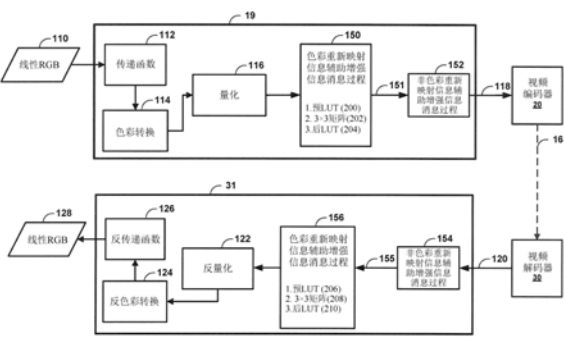 19
110
线性RGB
112
传递函数
114
色彩转换
116
量化
150
色彩重新映射
信息辅助增强
信息消息过程
1.预LUT(200)
2. 3×3矩阵(202)
3.后LUT(204)
151
152
非色彩重新
映射信息辅
助增强信息
消息过程
118
视频
编码器
20
16
31
128
线性RGB
126
反传递函数
124
反色彩转换
122
反量化
156
色彩重新映射
信息辅助增强
信息消息过程
1.预LUT(206)
2. 3×3矩阵(208)
3.后LUT(210)
155
154
非色彩重新
映射信息辅
助增强信息
消息过程
120
视频
解码器
30